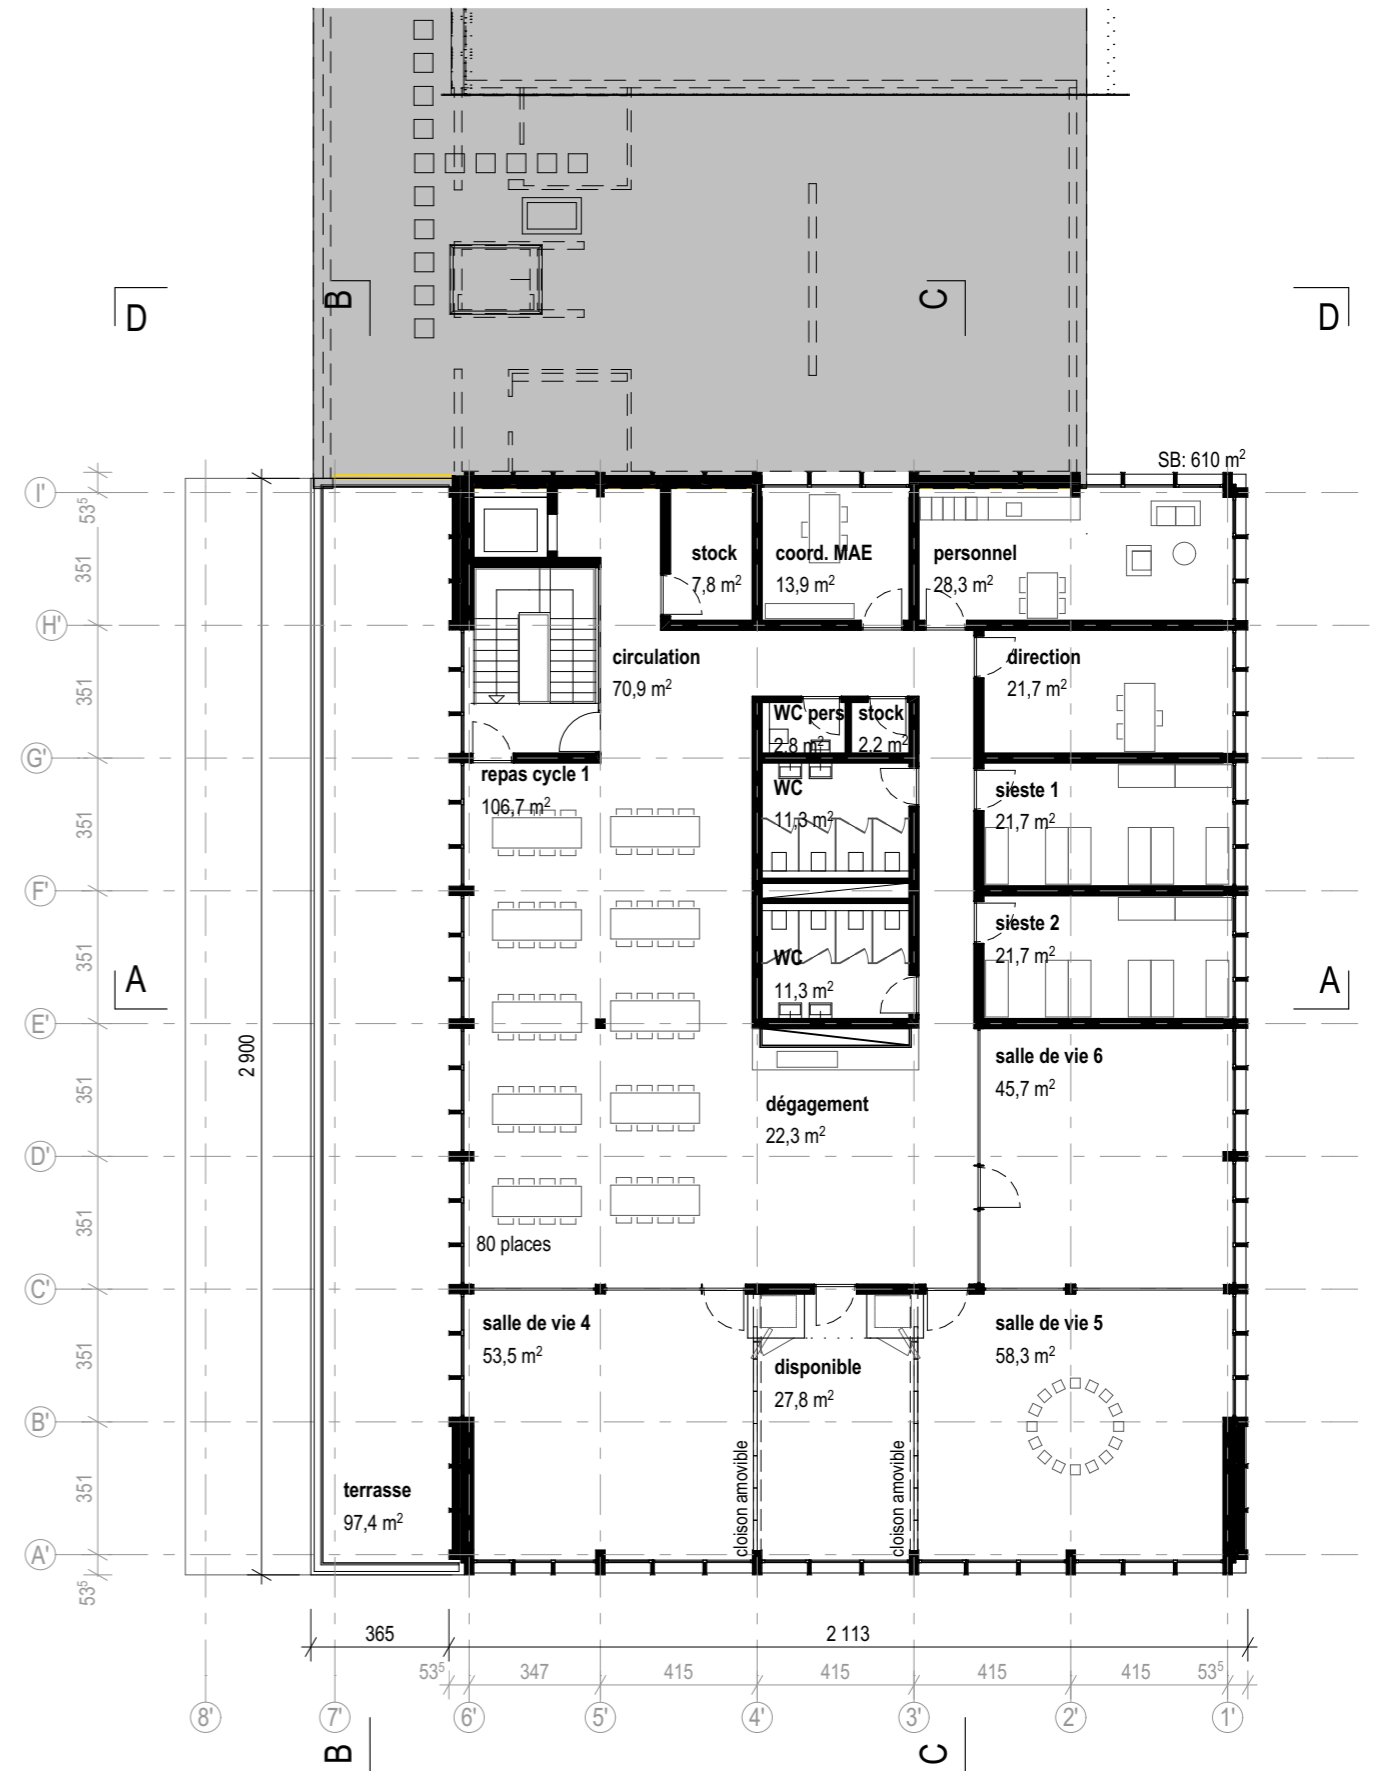 B
C
D
D
SB: 610 m²
I'
53⁵
351
stock
7,8 m²
coord. MAE
13,9 m²
personnel
28,3 m²
H'
circulation
70,9 m²
direction
21,7 m²
351
WC pers
2,8 m²
stock
2,2 m²
G'
repas cycle 1
106,7 m²
WC
11,3 m²
sieste 1
21,7 m²
351
F'
sieste 2
21,7 m²
351
WC
11,3 m²
A
A
E'
2 900
salle de vie 6
45,7 m²
351
dégagement
22,3 m²
D'
351
80 places
C'
salle de vie 4
53,5 m²
salle de vie 5
58,3 m²
351
disponible
27,8 m²
B'
cloison amovible
cloison amovible
351
terrasse
97,4 m²
A'
53⁵
365
2 113
53⁵
347
415
415
415
415
53⁵
8'
7'
6'
5'
4'
3'
2'
1'
B
C